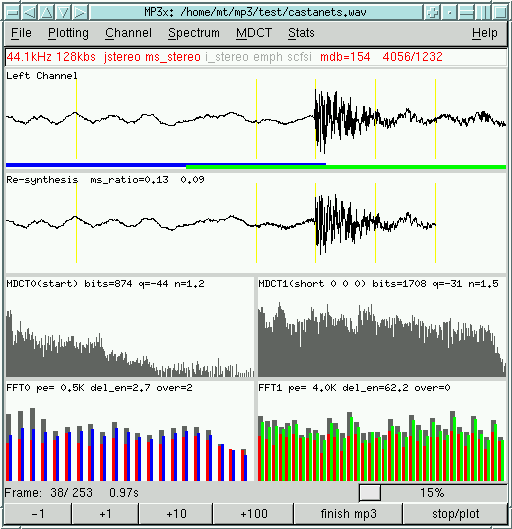 MP3x: /home/mt/mp3/test/castanets.wav
File Plotting Channel Spectrum MDCT Stats Help
44.1kHz 128kbs jstereo ms_stereo i_stereo emph scfsi mdb=154 4056/1232
Left Channel
Re-synthesis ms_ratio=0.13 0.09
MDCT0(start) bits=874 q=-44 n=1.2 MDCT1(short 0 0 0) bits=1708 q=-31 n=1.5
FFT0 pe= 0.5K del_en=2.7 over=2 FFT1 pe= 4.0K del_en=62.2 over=0
Frame: 38/ 253 0.97s 15%
-1 +1 +10 +100 finish mp3 stop/plot